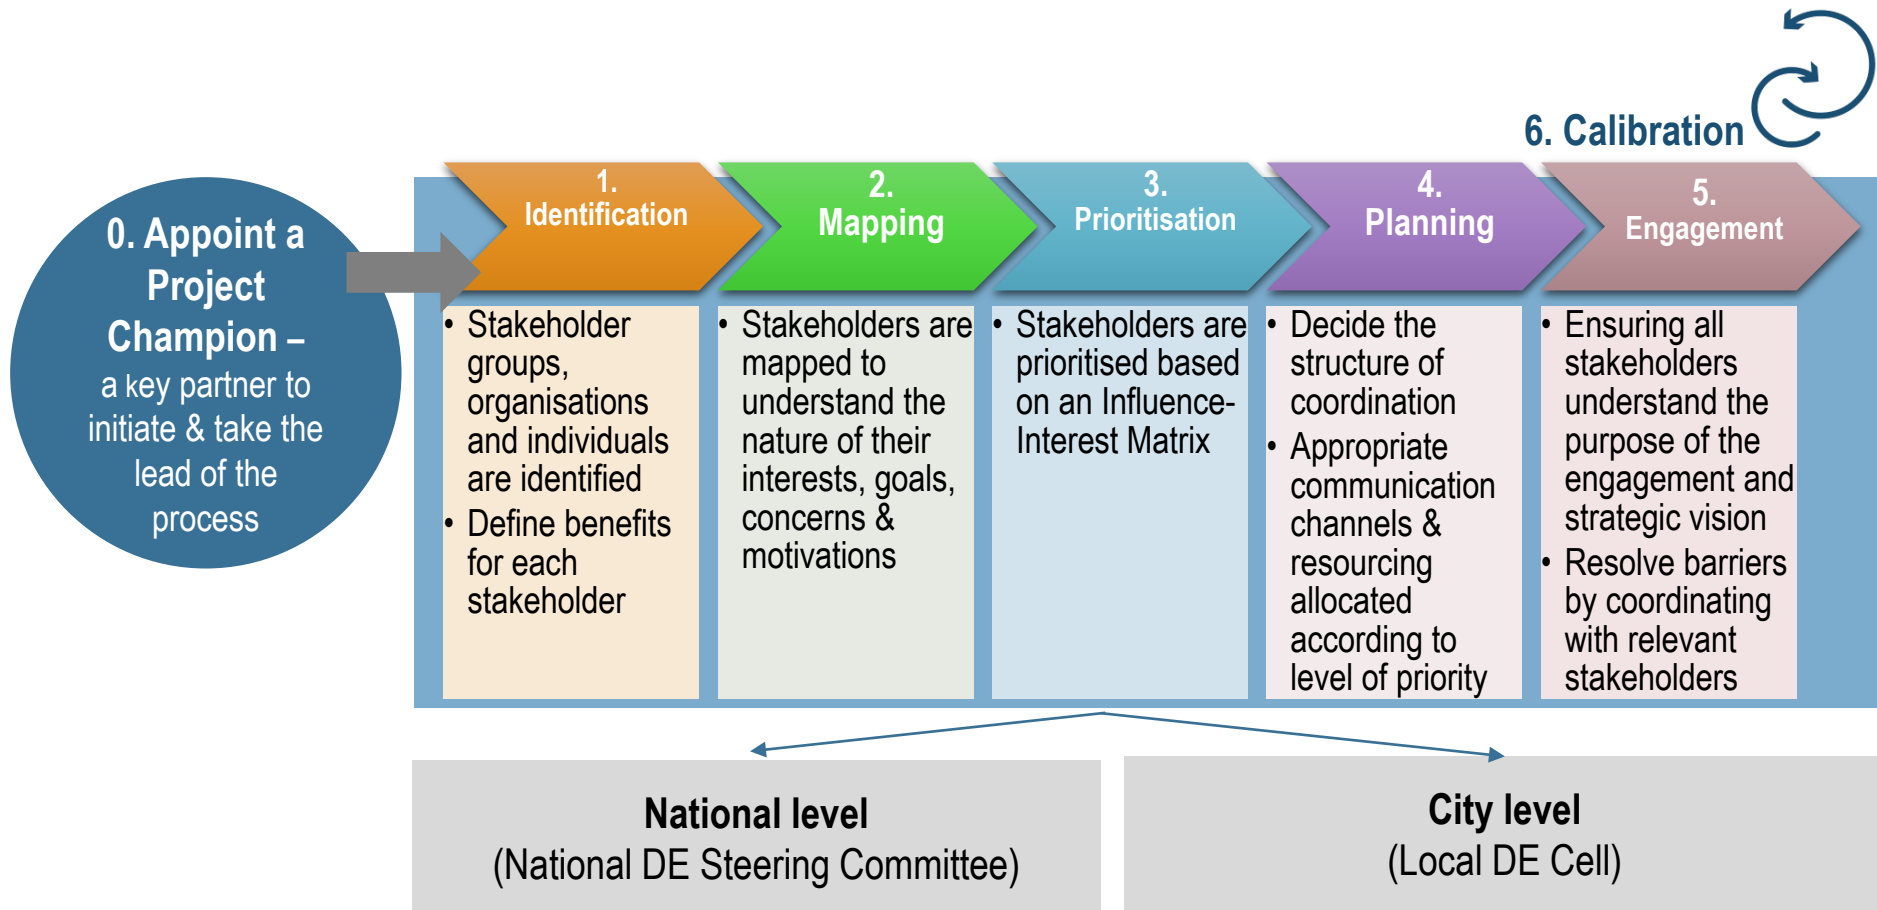 6. Calibration
0. Appoint a
Project
Champion –
a key partner to
initiate & take the
lead of the
process
1.
Identification
• Stakeholder
groups,
organisations
and individuals
are identified
• Define benefits
for each
stakeholder
2.
Mapping
• Stakeholders are
mapped to
understand the
nature of their
interests, goals,
concerns &
motivations
3.
Prioritisation
• Stakeholders are
prioritised based
on an Influence-
Interest Matrix
4.
Planning
• Decide the
structure of
coordination
• Appropriate
communication
channels &
resourcing
allocated
according to
level of priority
5.
Engagement
• Ensuring all
stakeholders
understand the
purpose of the
engagement and
strategic vision
• Resolve barriers
by coordinating
with relevant
stakeholders
National level
(National DE Steering Committee)
City level
(Local DE Cell)